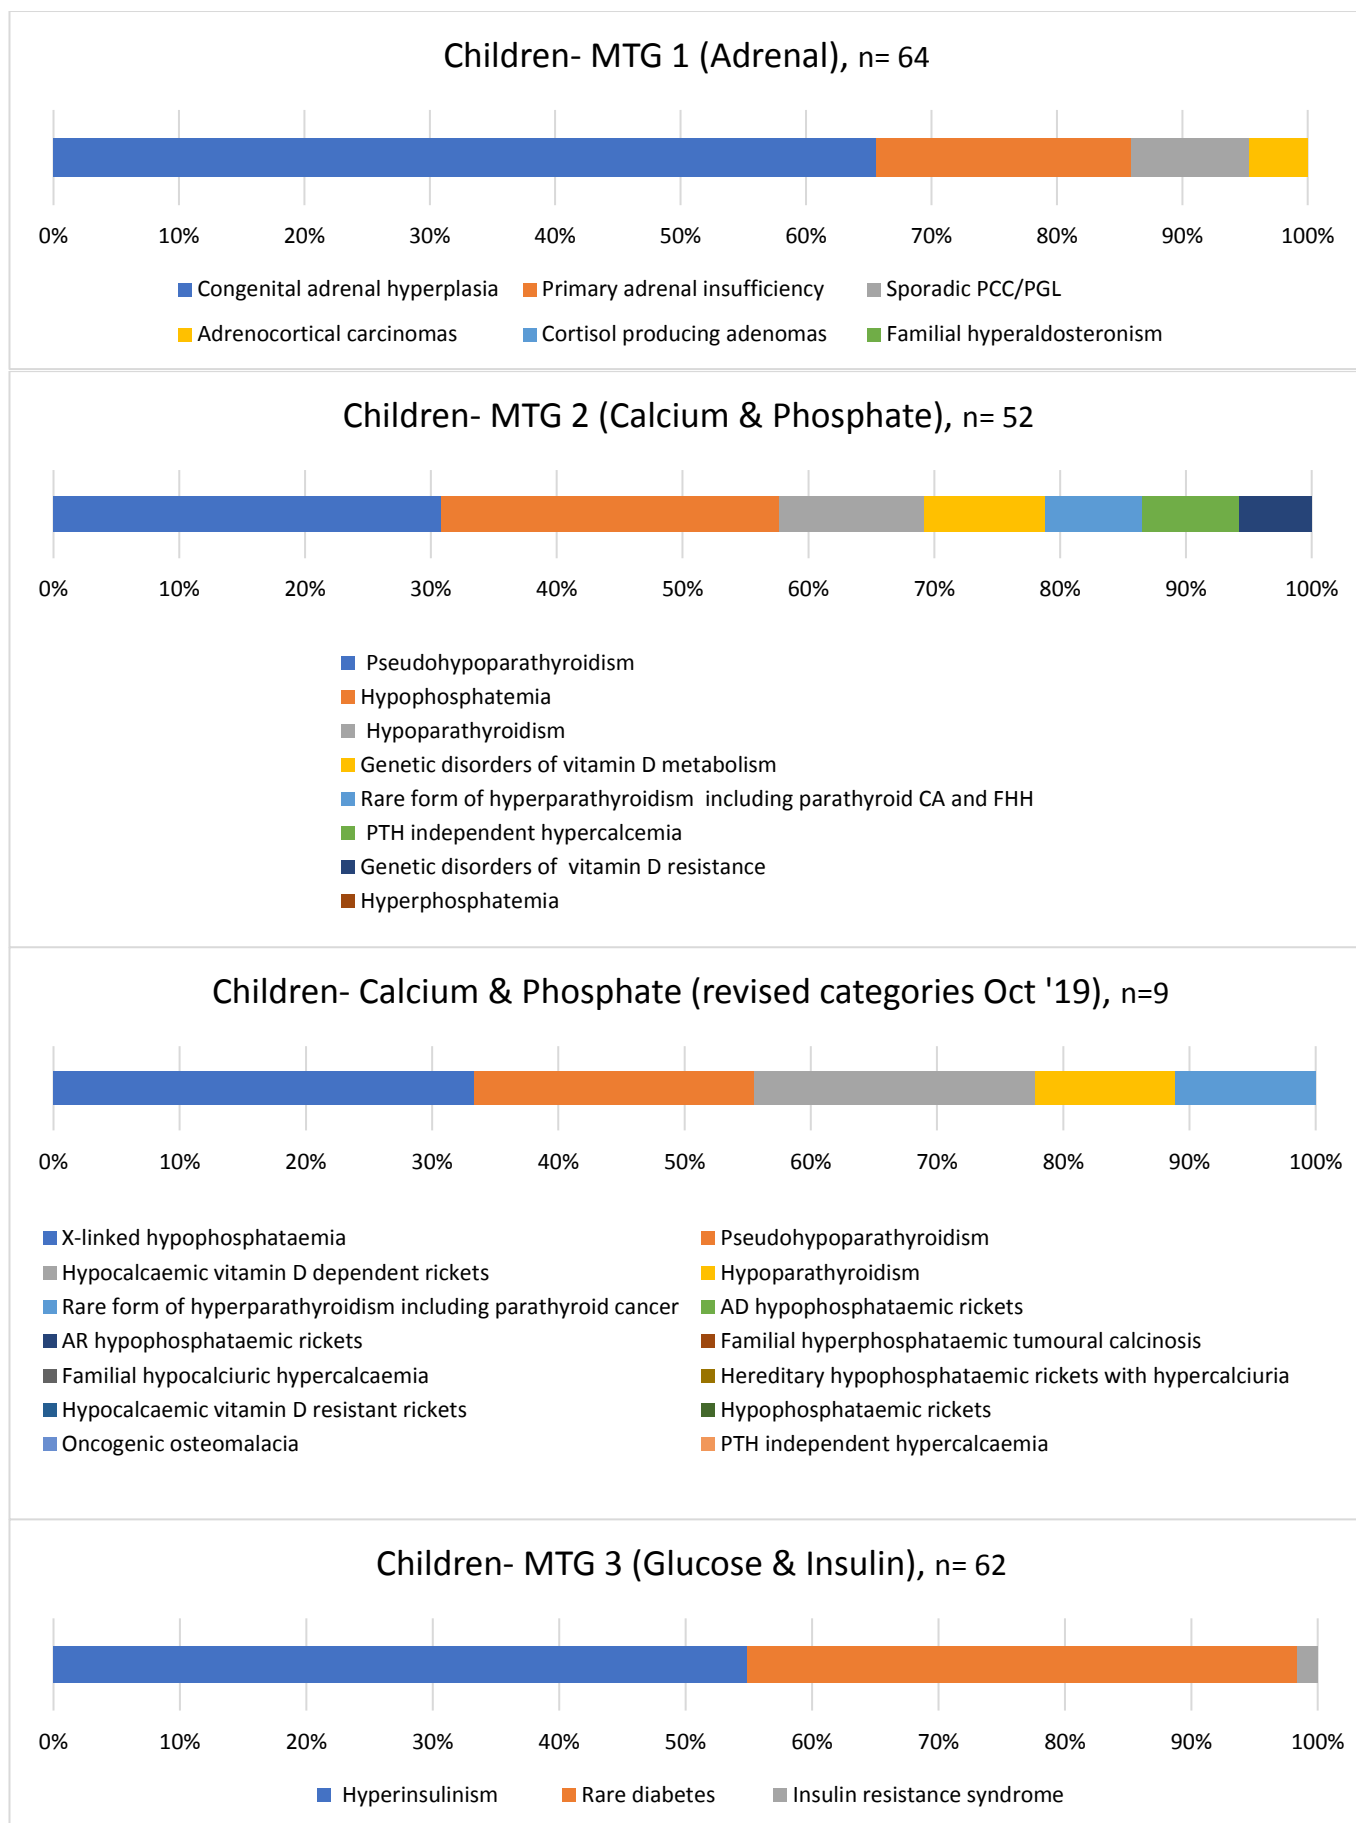 Children- MTG 1 (Adrenal), n= 64
0% 10% 20% 30% 40% 50% 60% 70% 80% 90% 100%
Congenital adrenal hyperplasia Primary adrenal insufficiency Sporadic PCC/PGL
Adrenocortical carcinomas Cortisol producing adenomas Familial hyperaldosteronism
Children- MTG 2 (Calcium & Phosphate), n= 52
0% 10% 20% 30% 40% 50% 60% 70% 80% 90% 100%
Pseudohypoparathyroidism
Hypophosphatemia
Hypoparathyroidism
Genetic disorders of vitamin D metabolism
Rare form of hyperparathyroidism including parathyroid CA and FHH
PTH independent hypercalcemia
Genetic disorders of vitamin D resistance
Hyperphosphatemia
Children- Calcium & Phosphate (revised categories Oct '19), n=9
0% 10% 20% 30% 40% 50% 60% 70% 80% 90% 100%
X-linked hypophosphataemia Pseudohypoparathyroidism
Hypocalcaemic vitamin D dependent rickets Hypoparathyroidism
Rare form of hyperparathyroidism including parathyroid cancer AD hypophosphataemic rickets
AR hypophosphataemic rickets Familial hyperphosphataemic tumoural calcinosis
Familial hypocalciuric hypercalcaemia Hereditary hypophosphataemic rickets with hypercalciuria
Hypocalcaemic vitamin D resistant rickets Hypophosphataemic rickets
Oncogenic osteomalacia PTH independent hypercalcaemia
Children- MTG 3 (Glucose & Insulin), n= 62
0% 10% 20% 30% 40% 50% 60% 70% 80% 90% 100%
Hyperinsulinism Rare diabetes Insulin resistance syndrome